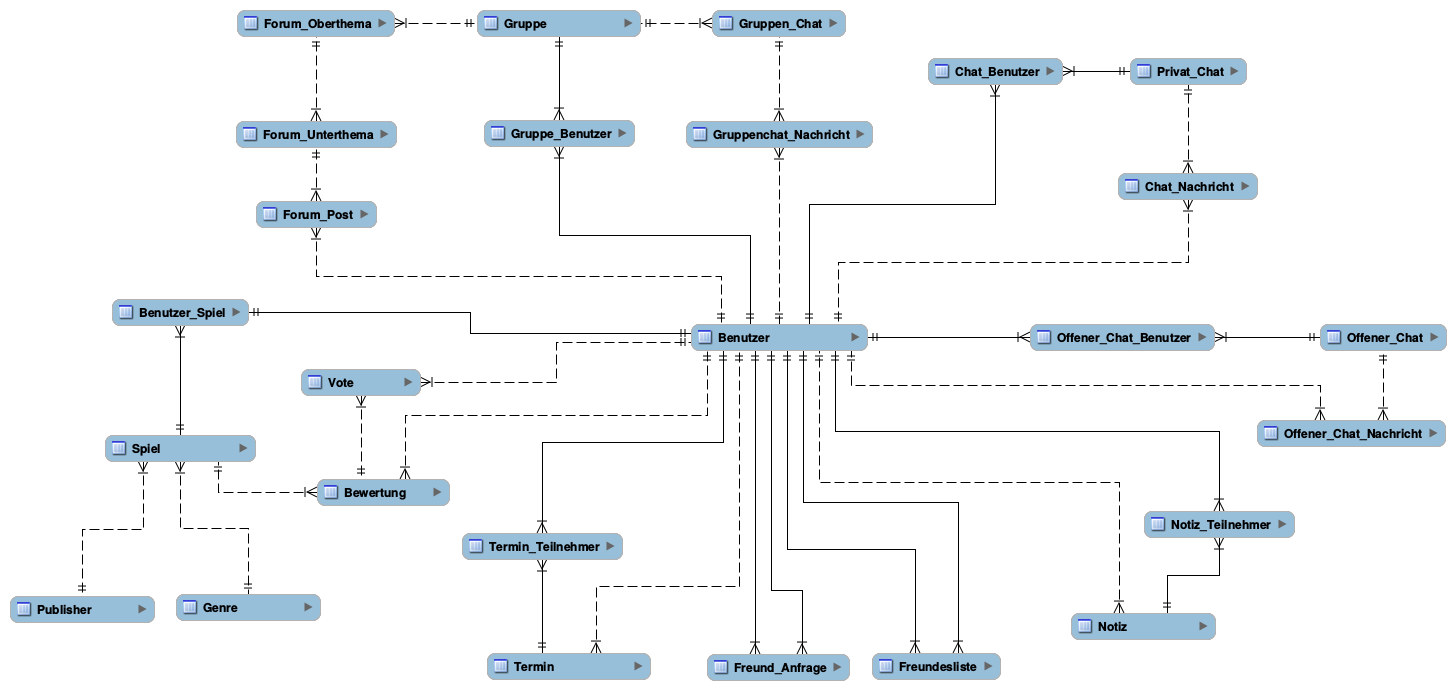 Forum_Oberthema
Gruppe
Gruppen_Chat
Chat_Benutzer
Privat_Chat
Forum_Unterthema
Gruppe_Benutzer
Gruppenchat_Nachricht
Chat_Nachricht
Forum_Post
Benutzer_Spiel
Benutzer
Offener_Chat_Benutzer
Offener_Chat
Vote
Offener_Chat_Nachricht
Spiel
Bewertung
Notiz_Teilnehmer
Termin_Teilnehmer
Publisher
Genre
Notiz
Termin
Freund_Anfrage
Freundesliste